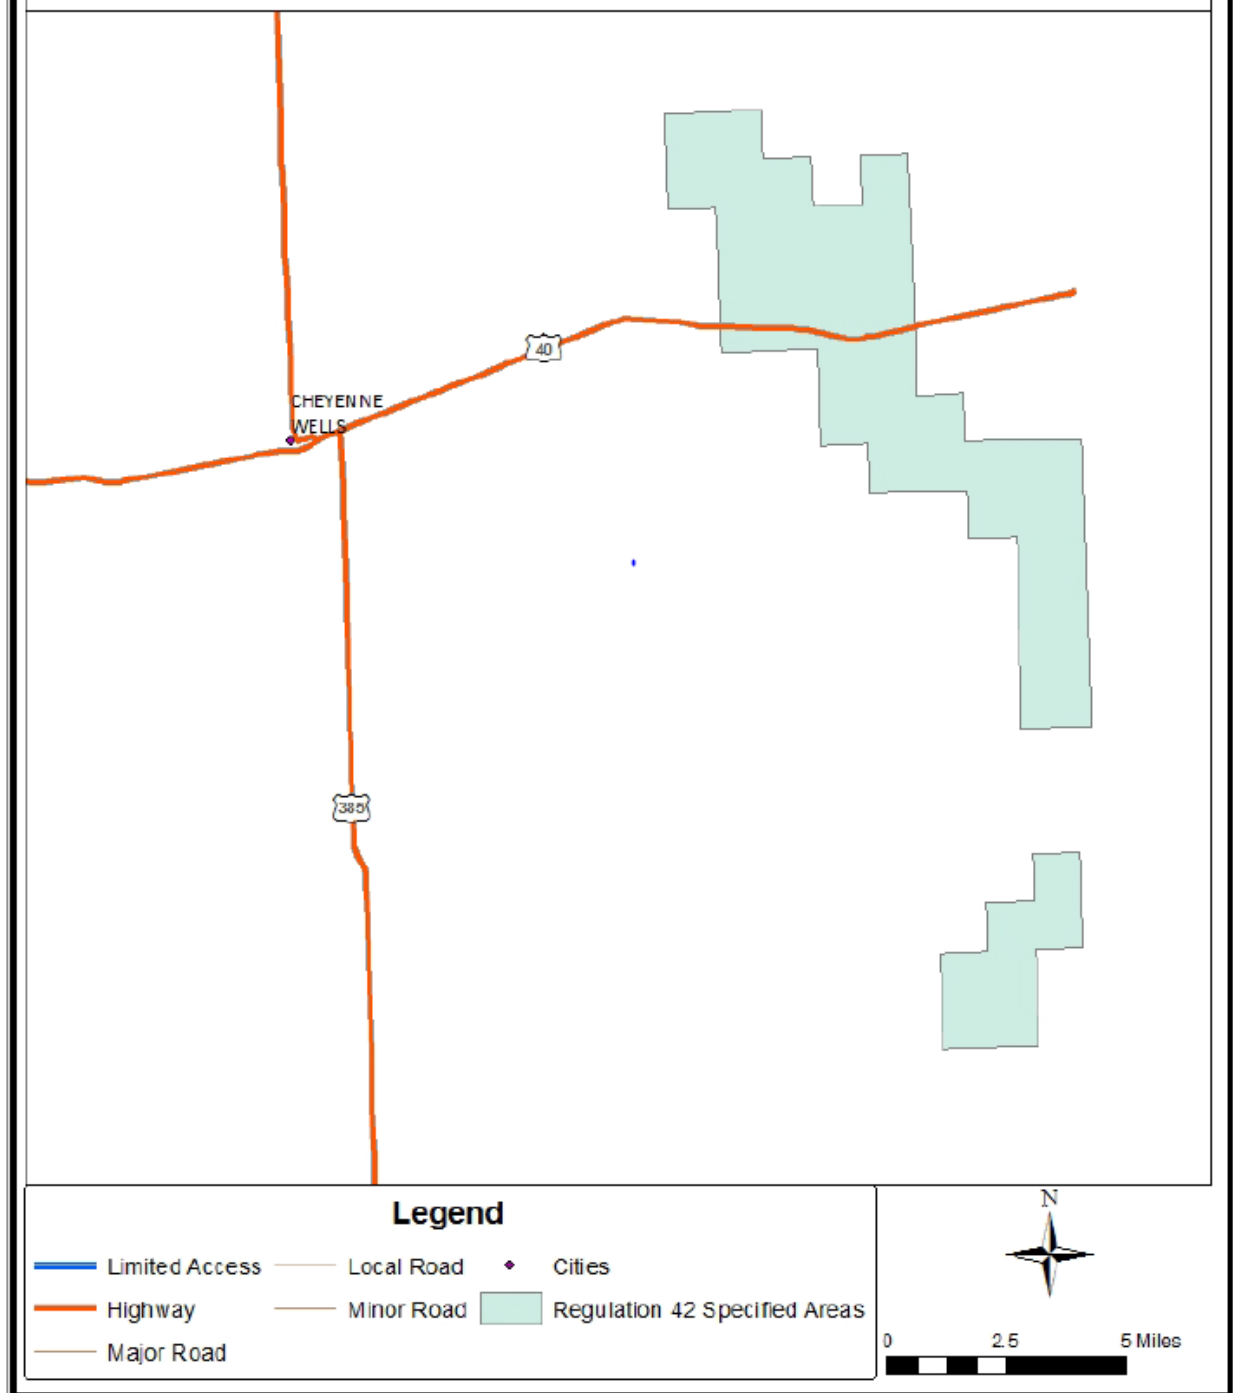 40
CHEYENNE
WELLS
385
Legend
Limited Access
Local Road
Cities
Highway
Minor Road
Regulation 42 Specified Areas
Major Road
N
0 2.5 5 Miles